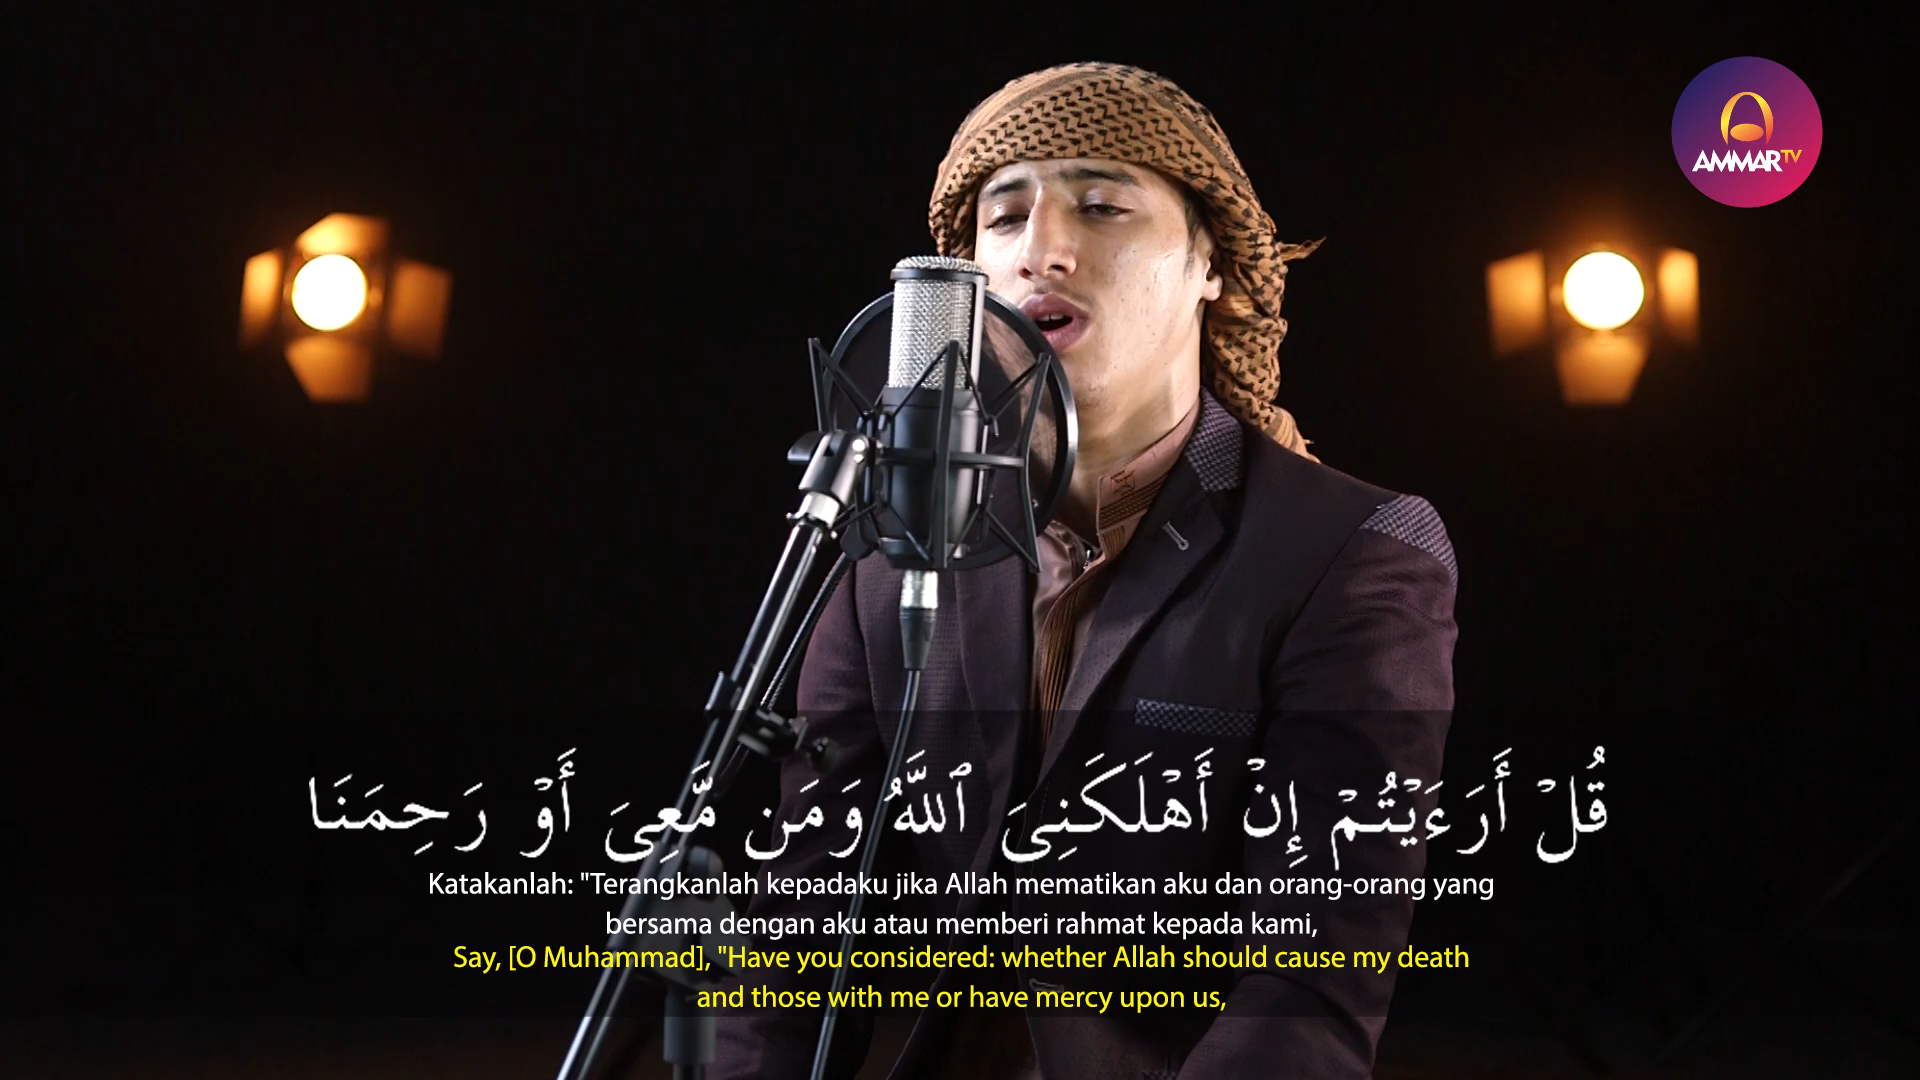 AMMARTV
قُلْ أَرَءَيْتُمْ إِنْ أَهْلَكَنِىَ ٱللَّهُ وَمَن مَّعِىَ أَوْ رَحِمَنَا
Katakanlah: "Terangkanlah kepadaku jika Allah mematikan aku dan orang-orang yang
bersama dengan aku atau memberi rahmat kepada kami,
Say, [O Muhammad], "Have you considered: whether Allah should cause my death
and those with me or have mercy upon us,